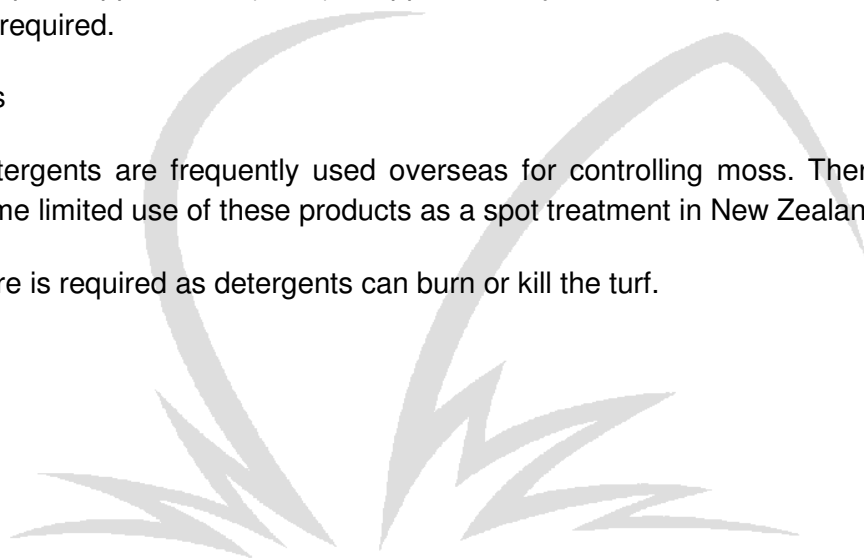 required.
s
tergents are frequently used overseas for controlling moss. Ther
me limited use of these products as a spot treatment in New Zealan
re is required as detergents can burn or kill the turf.